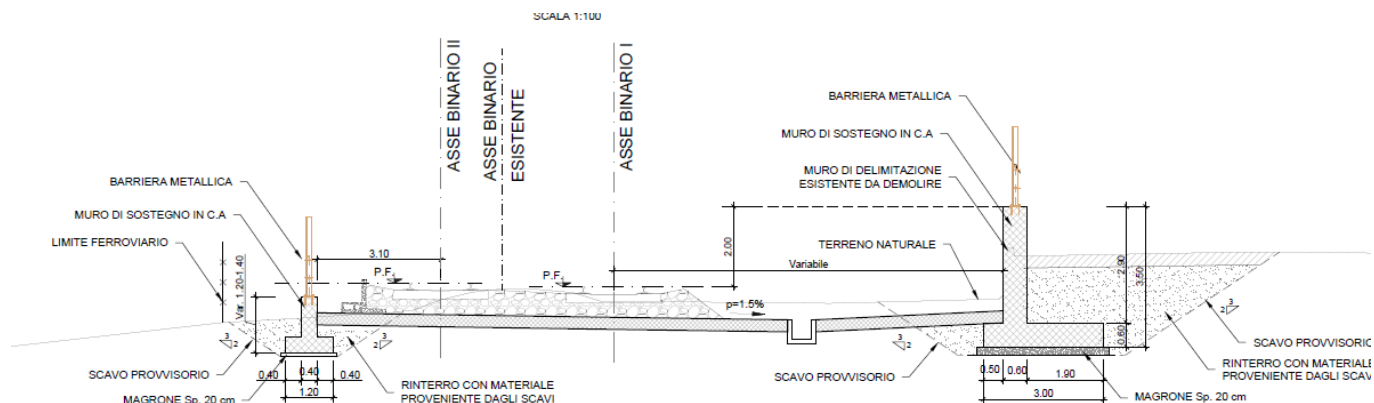 SCALA 1:100
ASSE BINARIO II
ASSE BINARIO
ESISTENTE
ASSE BINARIO I
BARRIERA METALLICA
MURO DI SOSTEGNO IN C.A
LIMITE FERROVIARIO
Var. 1.20-1.40
3.10
P.F.
P.F.
2.00
Variabile
p=1.5%
BARRIERA METALLICA
MURO DI SOSTEGNO IN C.A
MURO DI DELIMITAZIONE
ESISTENTE DA DEMOLIRE
TERRENO NATURALE
2.90
3.50
0.60
3
2
3
2
3
2
3
2
SCAVO PROVVISORIO
0.40
0.40
0.40
1.20
MAGRONE Sp. 20 cm
RINTERRO CON MATERIALE
PROVENIENTE DAGLI SCAVI
SCAVO PROVVISORIO
0.50
0.60
1.90
3.00
SCAVO PROVVISORIO
RINTERRO CON MATERIALE
PROVENIENTE DAGLI SCAV
MAGRONE Sp. 20 cm